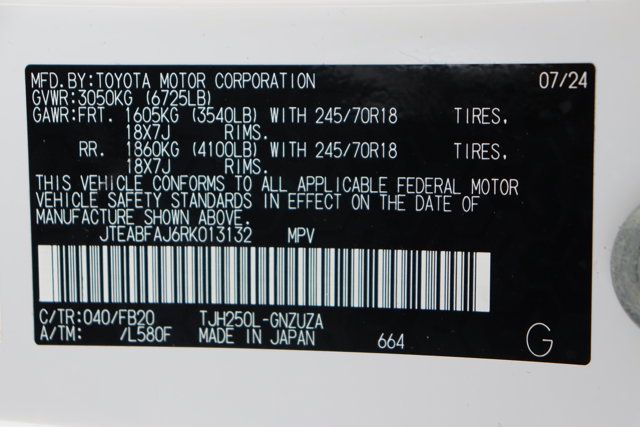 MFD.BY:TOYOTA MOTOR CORPORATION 07/24
GVWR:3050KG (6725LB)
GAWR:FRT. 1605KG (3540LB) WITH 245/70R18 TIRES,
18X7J RIMS.
RR. 1860KG (4100LB) WITH 245/70R18 TIRES,
18X7J RIMS.
THIS VEHICLE CONFORMS TO ALL APPLICABLE FEDERAL MOTOR
VEHICLE SAFETY STANDARDS IN EFFECT ON THE DATE OF
MANUFACTURE SHOWN ABOVE.
JTEABFAJ6RK013132 MPV
C/TR:040/FB20 TJH250L-GNZUZA
A/TM: /L580F MADE IN JAPAN 664 G